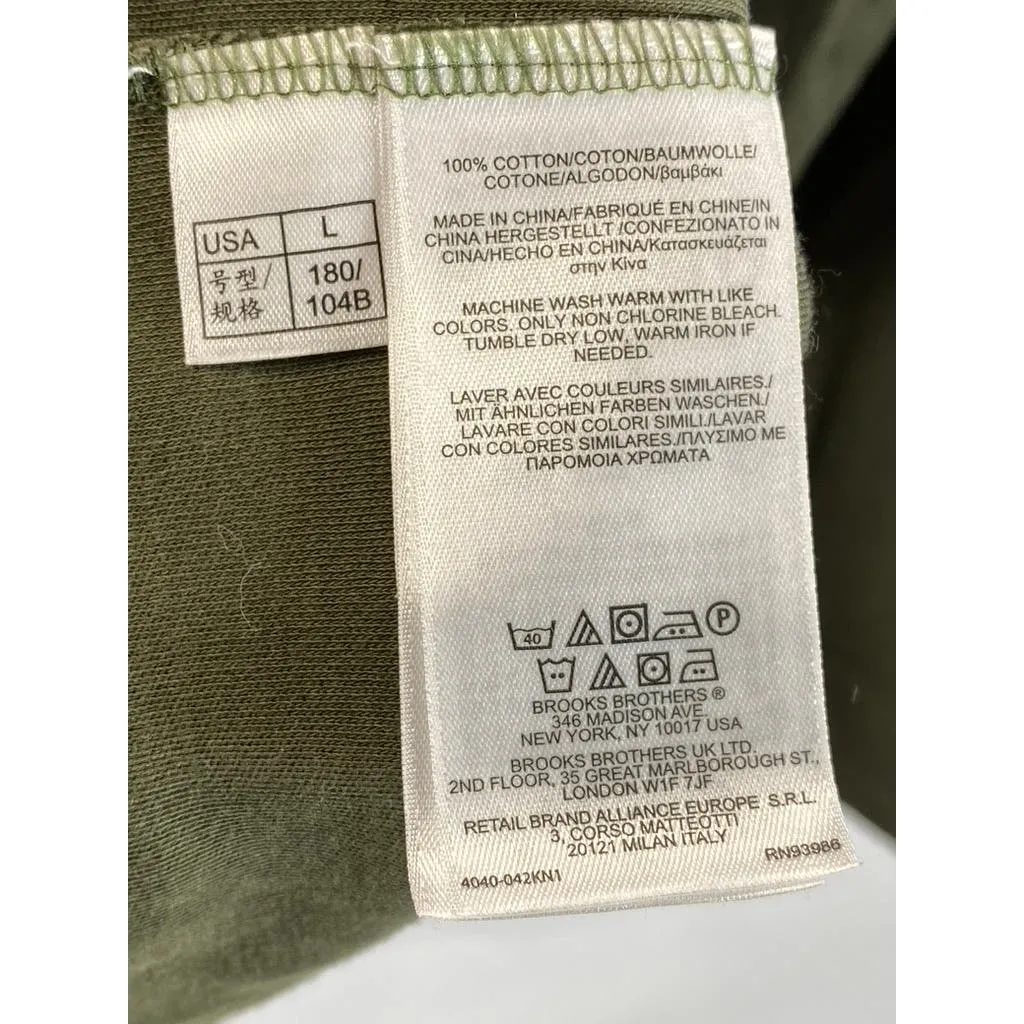 USA L
号型/ 180/
规格 104B
100% COTTON/COTON/BAUMWOLLE/
COTONE/ALGODON/βαμβάκι
MADE IN CHINA/FABRIQUÉ EN CHINE/IN
CHINA HERGESTELLT /CONFEZIONATO IN
CINA/HECHO EN CHINA/Κατασκευάζεται
στην Κίνα
MACHINE WASH WARM WITH LIKE
COLORS. ONLY NON CHLORINE BLEACH.
TUMBLE DRY LOW, WARM IRON IF
NEEDED.
LAVER AVEC COULEURS SIMILAIRES./
MIT ÄHNLICHEN FARBEN WASCHEN./
LAVARE CON COLORI SIMILI./LAVAR
CON COLORES SIMILARES./ΠΛΥΣΙΜΟ ΜΕ
ΠΑΡΟΜΟΙΑ ΧΡΩΜΑΤΑ
40 P
BROOKS BROTHERS ®
346 MADISON AVE.
NEW YORK, NY 10017 USA
BROOKS BROTHERS UK LTD.
2ND FLOOR, 35 GREAT MARLBOROUGH ST.,
LONDON W1F 7JF
RETAIL BRAND ALLIANCE EUROPE S.R.L.
3, CORSO MATTEOTTI
20121 MILAN ITALY
RN93986
4040-042KN1